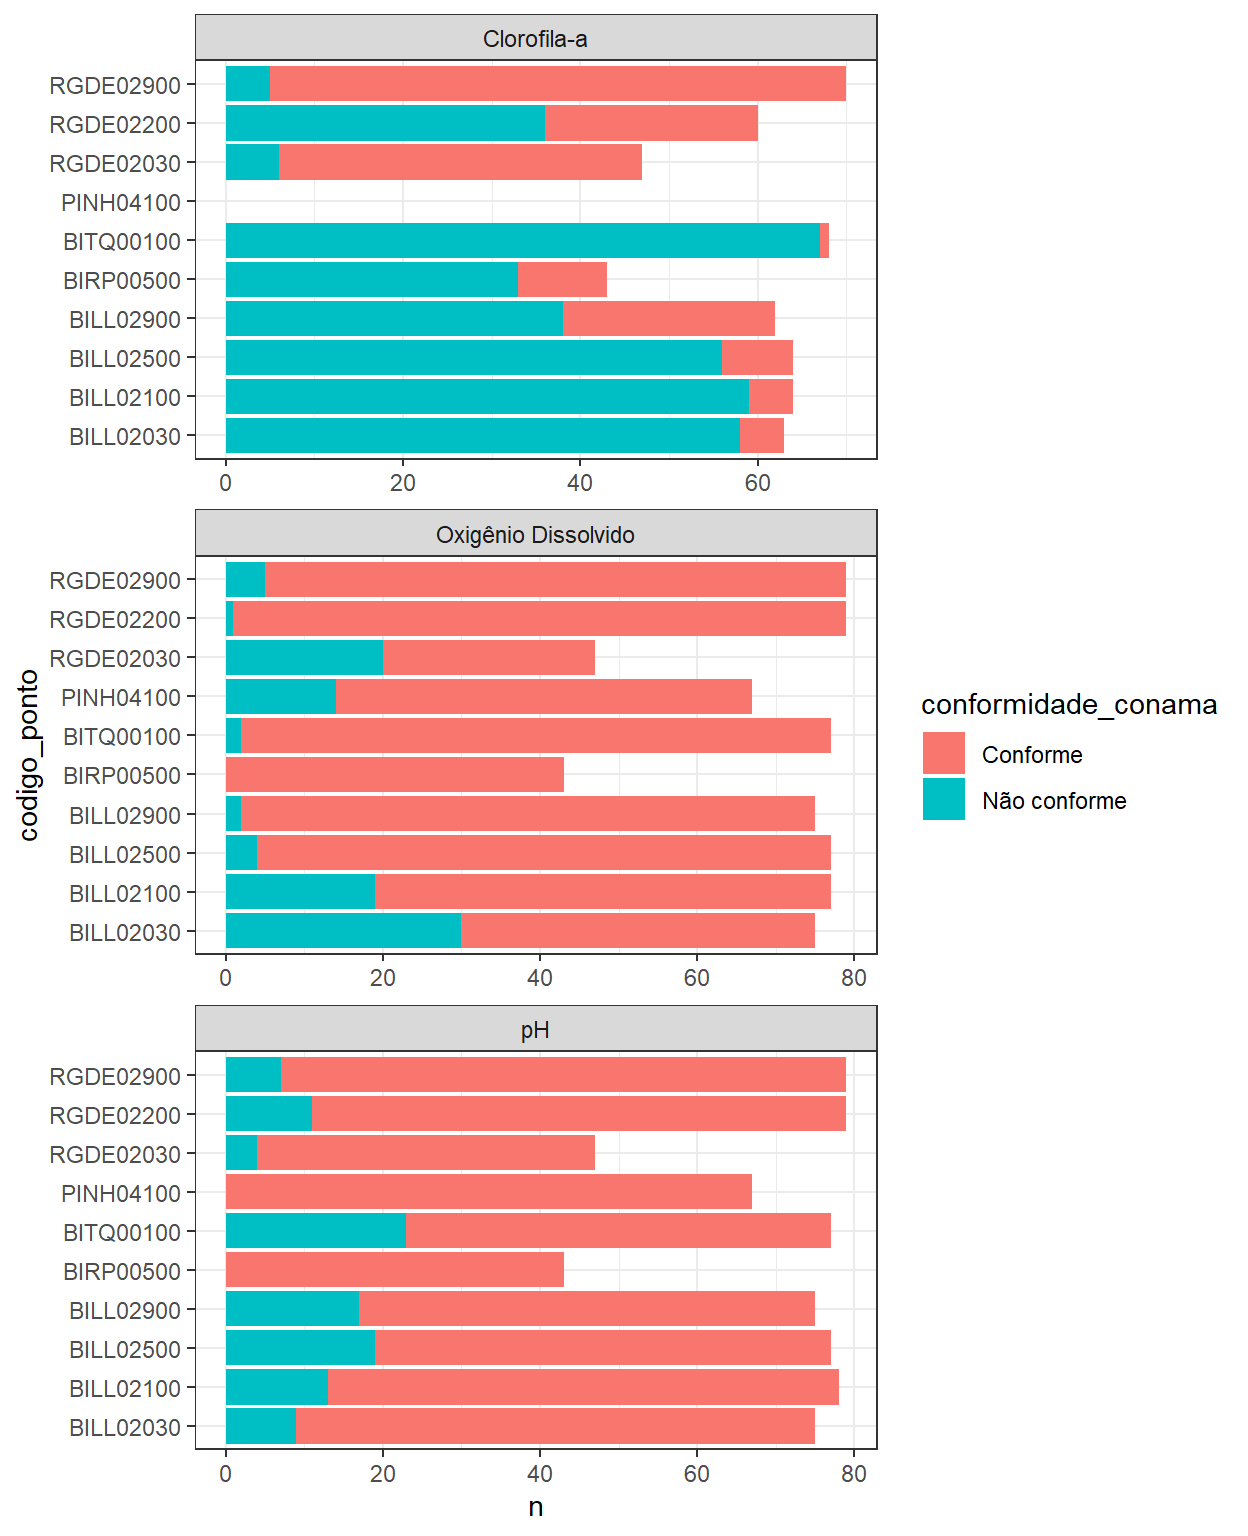 Clorofila-a
RGDE02900
RGDE02200
RGDE02030
PINH04100
BITQ00100
BIRP00500
BILL02900
BILL02500
BILL02100
BILL02030
0 20 40 60
Oxigênio Dissolvido
RGDE02900
RGDE02200
RGDE02030
PINH04100
BITQ00100
BIRP00500
BILL02900
BILL02500
BILL02100
BILL02030
0 20 40 60 80
codigo_ponto
conformidade_conama
Conforme
Não conforme
pH
RGDE02900
RGDE02200
RGDE02030
PINH04100
BITQ00100
BIRP00500
BILL02900
BILL02500
BILL02100
BILL02030
0 20 40 60 80
n